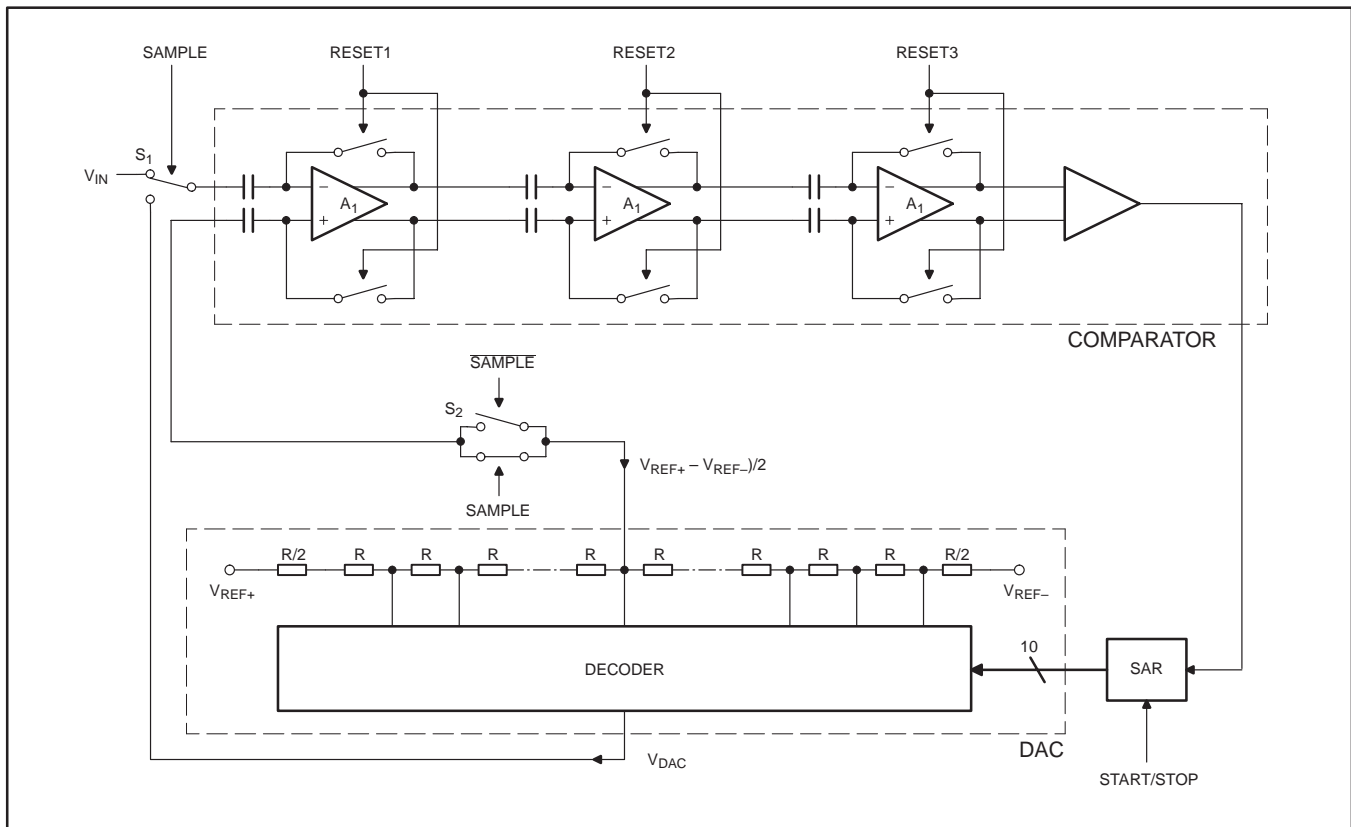 SAMPLE
RESET1
RESET2
RESET3
S1
VIN
−
A1
+
−
A1
+
−
A1
+
COMPARATOR
SAMPLE
S2
VREF+ – VREF–)/2
SAMPLE
R/2 R R R R R R R R R/2
VREF+
VREF–
DECODER
10
SAR
DAC
VDAC
START/STOP